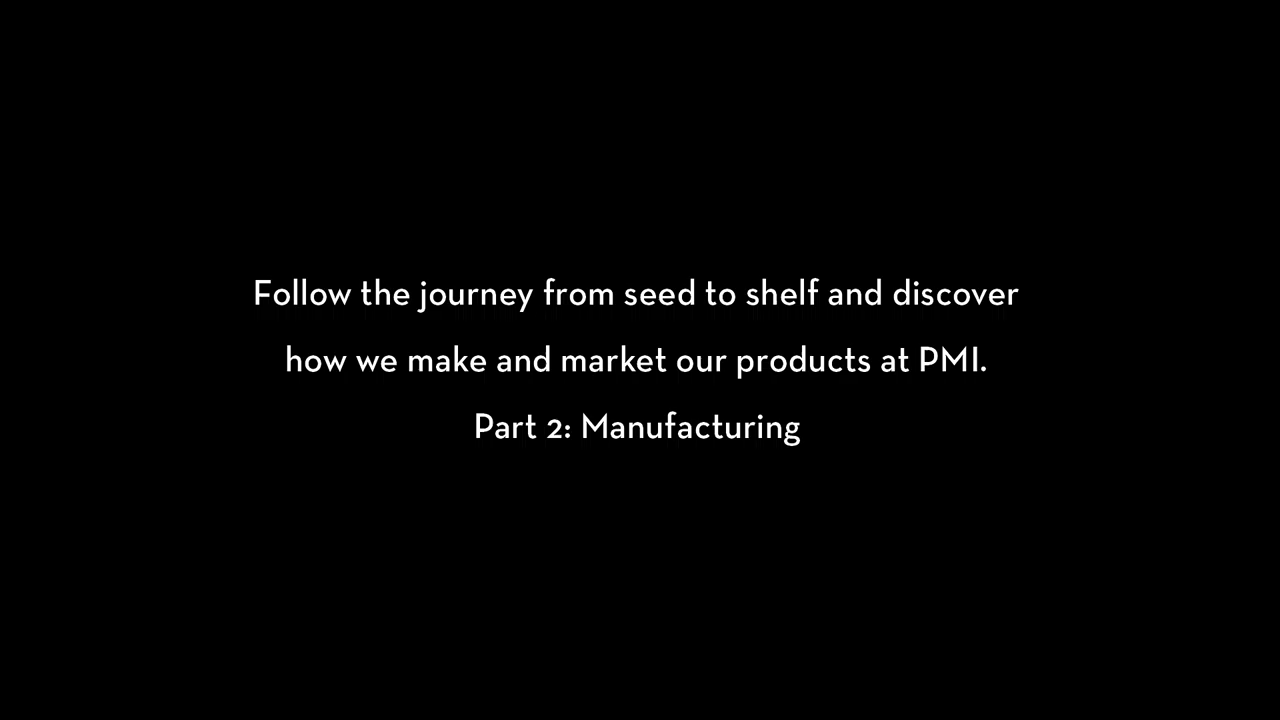 Follow the journey from seed to shelf and discover
how we make and market our products at PMI.
Part 2: Manufacturing